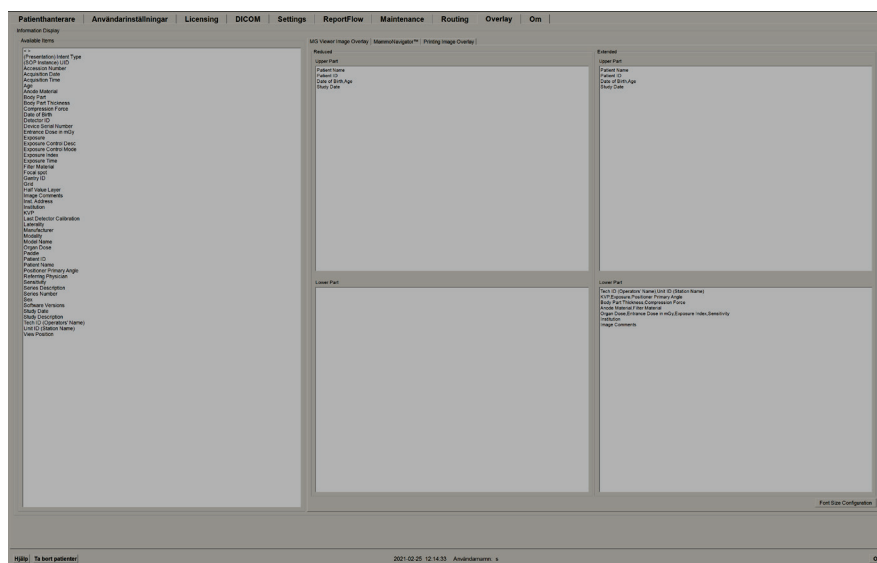 Patienthanterare Användarinställningar Licensing DICOM Settings ReportFlow Maintenance Routing Overlay Om
Information Display
Available Items
(Presentation) Intent Type
(SOP Instance) UID
Accession Number
Acquisition Date
Acquisition Time
Age
Anode Material
Body Part
Body Part Thickness
Compression Force
Date of Birth
Detector ID
Device Serial Number
Entrance Dose in mGy
Exposure
Exposure Control Desc
Exposure Control Mode
Exposure Index
Exposure Time
Filter Material
Focal spot
Gantry ID
Grid
Half Value Layer
Image Comments
Inst. Address
Institution
KVP
Last Detector Calibration
Laterality
Manufacturer
Modality
Model Name
Organ Dose
Paddle
Patient ID
Patient Name
Positioner Primary Angle
Referring Physician
Sensitivity
Series Description
Series Number
Sex
Software Versions
Study Date
Study Description
Tech ID (Operators' Name)
Unit ID (Station Name)
View Position
MG Viewer Image Overlay MammoNavigator™ Printing Image Overlay
Reduced
Upper Part
Patient Name
Patient ID
Date of Birth,Age
Study Date
Lower Part
Extended
Upper Part
Patient Name
Patient ID
Date of Birth,Age
Study Date
Lower Part
Tech ID (Operators' Name),Unit ID (Station Name)
KVP,Exposure,Positioner Primary Angle
Body Part Thickness,Compression Force
Anode Material,Filter Material
Organ Dose,Entrance Dose in mGy,Exposure Index,Sensitivity
Institution
Image Comments
Font Size Configuration
Hjälp Ta bort patienter 2021-02-25 12:14:33 Användarnamn: